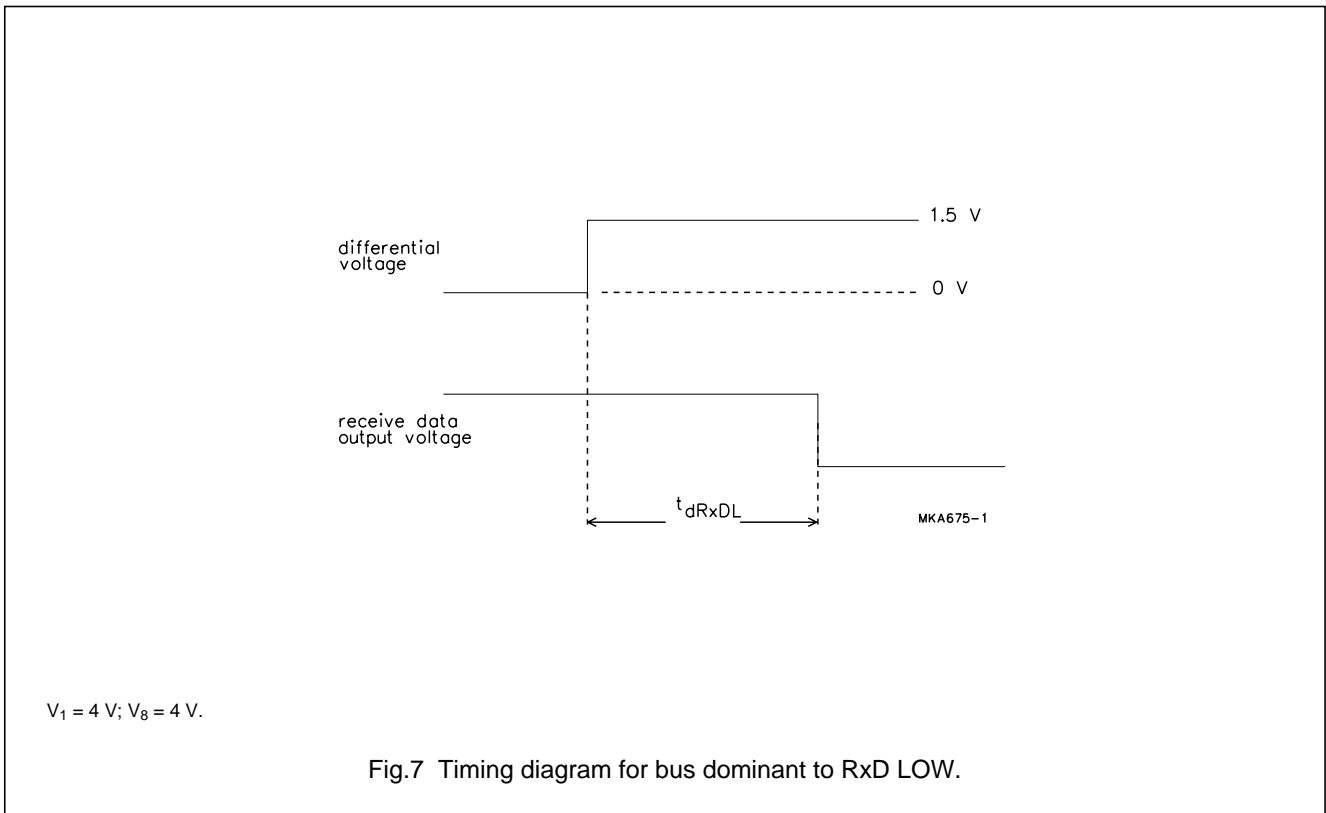 1.5 V
differential
voltage
0 V
receive data
output voltage
tdRxDL
MKA675-1
V1 = 4 V; V8 = 4 V.
Fig.7 Timing diagram for bus dominant to RxD LOW.